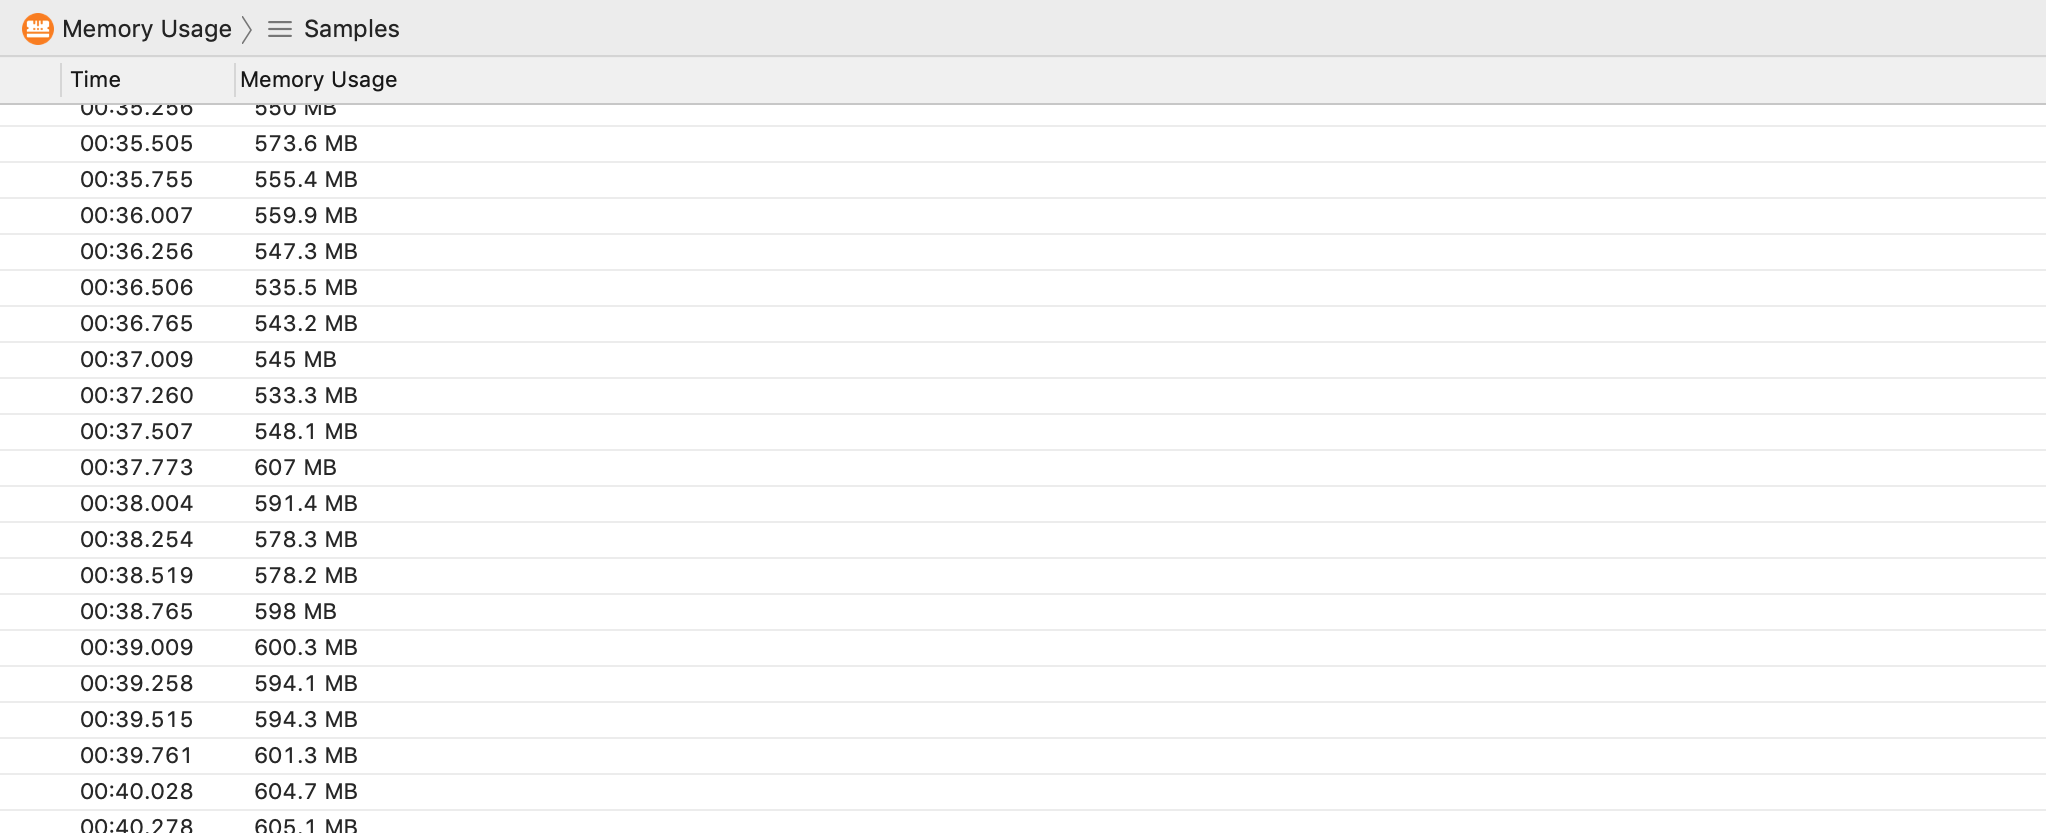 Memory Usage Samples
Time Memory Usage
00:35.256 550 MB
00:35.505 573.6 MB
00:35.755 555.4 MB
00:36.007 559.9 MB
00:36.256 547.3 MB
00:36.506 535.5 MB
00:36.765 543.2 MB
00:37.009 545 MB
00:37.260 533.3 MB
00:37.507 548.1 MB
00:37.773 607 MB
00:38.004 591.4 MB
00:38.254 578.3 MB
00:38.519 578.2 MB
00:38.765 598 MB
00:39.009 600.3 MB
00:39.258 594.1 MB
00:39.515 594.3 MB
00:39.761 601.3 MB
00:40.028 604.7 MB
00:40.278 605.1 MB